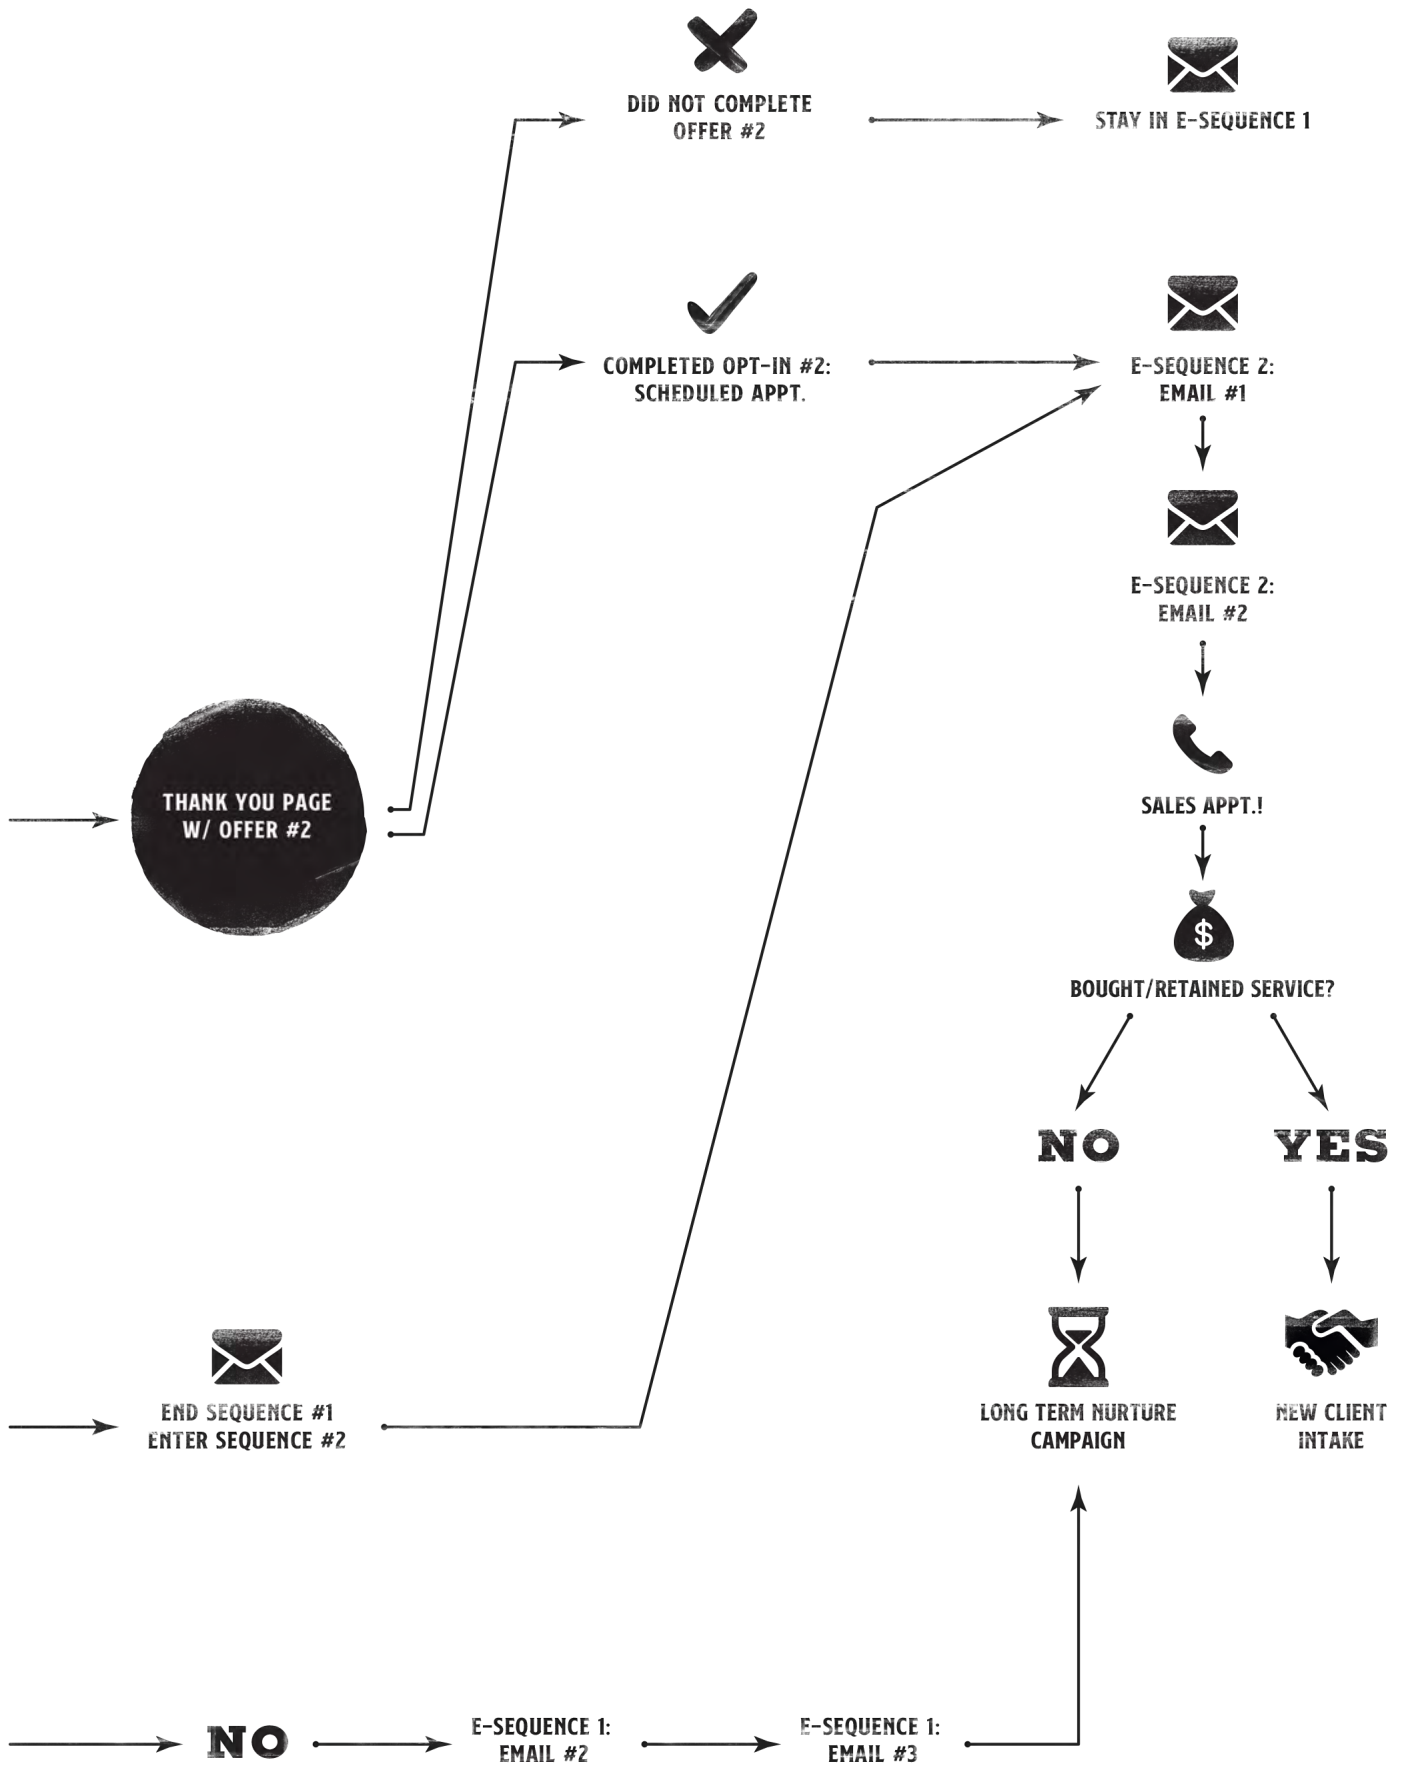 DID NOT COMPLETE
OFFER #2
STAY IN E-SEQUENCE 1
COMPLETED OPT-IN #2:
SCHEDULED APPT.
E-SEQUENCE 2:
EMAIL #1
E-SEQUENCE 2:
EMAIL #2
THANK YOU PAGE
W/ OFFER #2
SALES APPT.!
$
BOUGHT/RETAINED SERVICE?
NO
YES
END SEQUENCE #1
ENTER SEQUENCE #2
LONG TERM NURTURE
CAMPAIGN
NEW CLIENT
INTAKE
NO
E-SEQUENCE 1:
EMAIL #2
E-SEQUENCE 1:
EMAIL #3